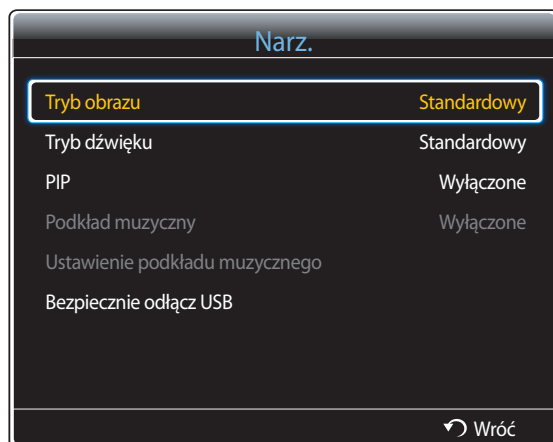 Narz.
Tryb obrazu Standardowy
Tryb dźwięku Standardowy
PIP Wyłączone
Podkład muzyczny Wyłączone
Ustawienie podkładu muzycznego
Bezpiecznie odłącz USB
Wróć